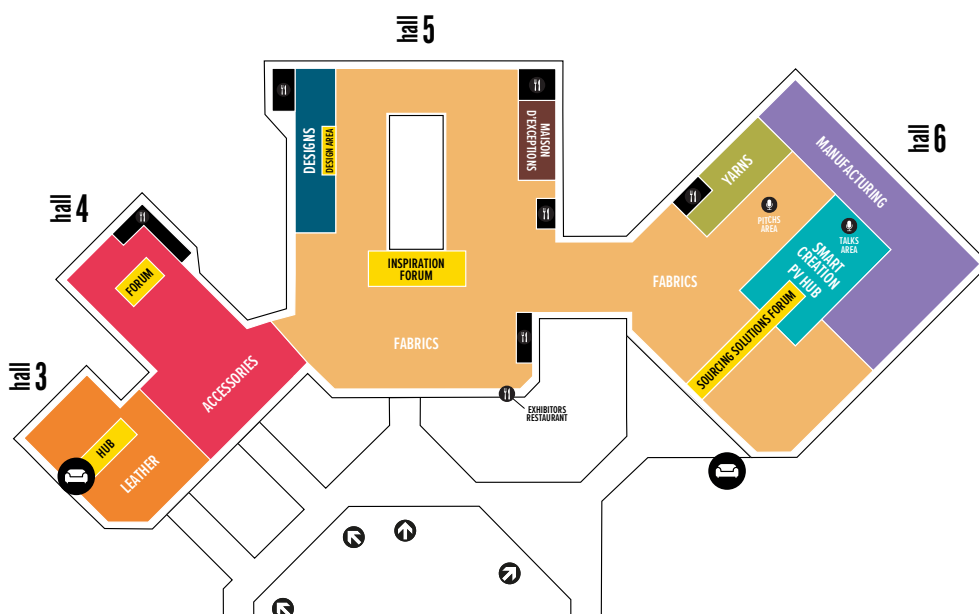 hall 5
DESIGNS
DESIGN AREA
MAISON
D'EXCEPTIONS
INSPIRATION
FORUM
FABRICS
EXHIBITORS
RESTAURANT
hall 6
MANUFACTURING
YARNS
PITCHS
AREA
TALKS
AREA
SMART
CREATION
PV HUB
FABRICS
SOURCING SOLUTIONS FORUM
hall 4
FORUM
ACCESSORIES
hall 3
HUB
LEATHER